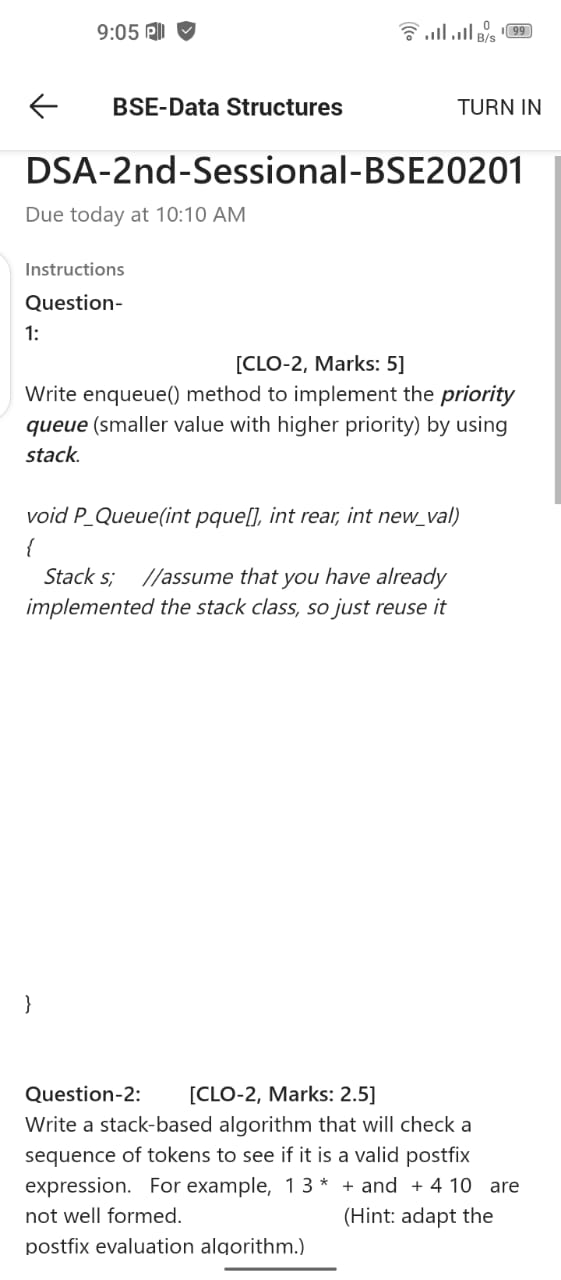 9:05
0
B/s
99
BSE-Data Structures
TURN IN
DSA-2nd-Sessional-BSE20201
Due today at 10:10 AM
Instructions
Question-
1:
[CLO-2, Marks: 5]
Write enqueue() method to implement the priority
queue (smaller value with higher priority) by using
stack.
void P_Queue(int pque[], int rear, int new_val)
{
Stack s; //assume that you have already
implemented the stack class, so just reuse it
}
Question-2: [CLO-2, Marks: 2.5]
Write a stack-based algorithm that will check a
sequence of tokens to see if it is a valid postfix
expression. For example, 1 3 * + and + 4 10 are
not well formed. (Hint: adapt the
postfix evaluation algorithm.)